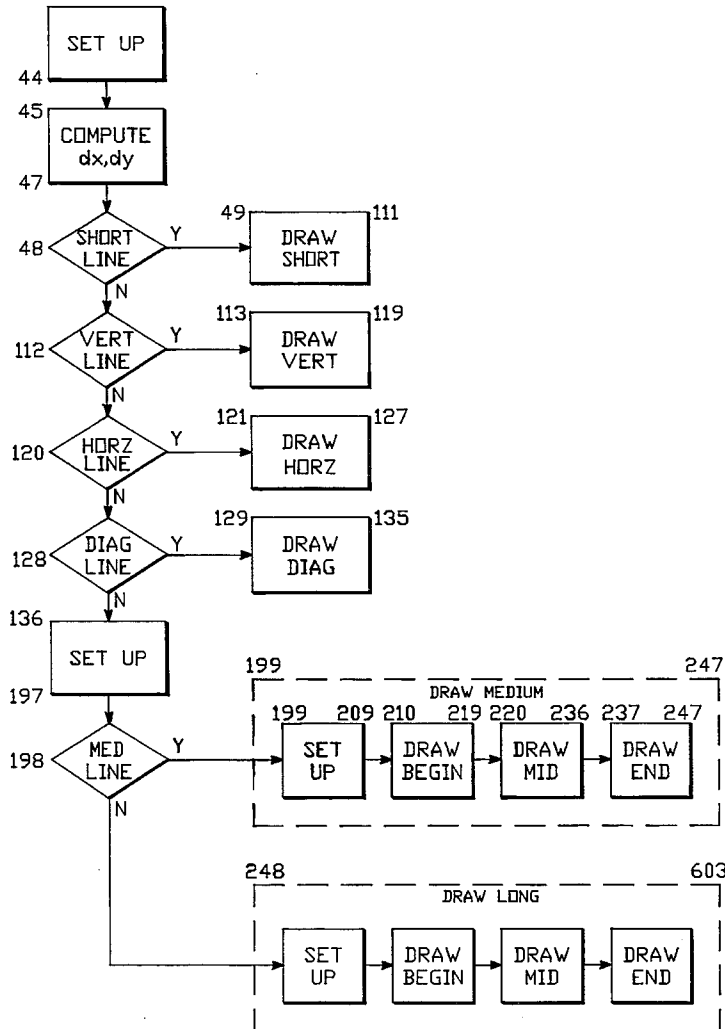 SET UP
44
45
COMPUTE
dx,dy
47
49 111
SHORT
LINE
Y
48
DRAW
SHORT
N
113 119
VERT
LINE
Y
112
DRAW
VERT
N
121 127
HORZ
LINE
Y
120
DRAW
HORZ
N
129 135
DIAG
LINE
Y
128
DRAW
DIAG
N
136
SET UP
197
199 247
DRAW MEDIUM
199 209 210 219 220 236 237 247
MED
LINE
Y
198
SET
UP
DRAW
BEGIN
DRAW
MID
DRAW
END
N
248 603
DRAW LONG
SET
UP
DRAW
BEGIN
DRAW
MID
DRAW
END